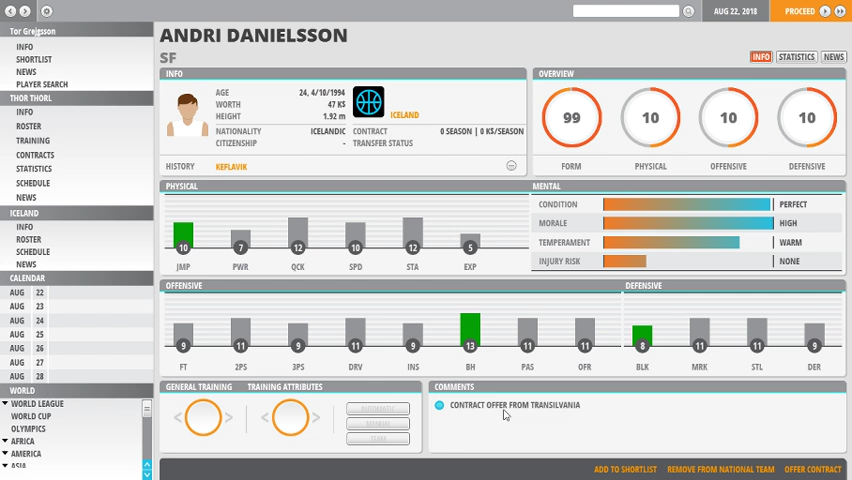 AUG 22, 2018
PROCEED
Tor Grejgsson
INFO
SHORTLIST
NEWS
PLAYER SEARCH
THOR THORL
INFO
ROSTER
TRAINING
CONTRACTS
STATISTICS
SCHEDULE
NEWS
ICELAND
INFO
ROSTER
SCHEDULE
NEWS
CALENDAR
AUG 22
AUG 23
AUG 24
AUG 25
AUG 26
AUG 27
AUG 28
WORLD
WORLD LEAGUE
WORLD CUP
OLYMPICS
AFRICA
AMERICA
ASIA
ANDRI DANIELSSON
SF
INFO STATISTICS NEWS
INFO
AGE 24, 4/10/1994
WORTH 47 K$
HEIGHT 1.92 m
NATIONALITY ICELANDIC
CITIZENSHIP -
ICELAND
CONTRACT 0 SEASON | 0 K$/SEASON
TRANSFER STATUS
HISTORY KEFLAVIK
OVERVIEW
99 10 10 10
FORM PHYSICAL OFFENSIVE DEFENSIVE
PHYSICAL
10 7 12 10 12 5
JMP PWR QCK SPD STA EXP
MENTAL
CONDITION PERFECT
MORALE HIGH
TEMPERAMENT WARM
INJURY RISK NONE
OFFENSIVE
9 11 9 11 9 13 11 11
FT 2PS 3PS DRV INS BH PAS OFR
DEFENSIVE
8 11 11 9
BLK MRK STL DER
GENERAL TRAINING TRAINING ATTRIBUTES
AUTOMATIC
MANUAL
TEAM
COMMENTS
CONTRACT OFFER FROM TRANSILVANIA
ADD TO SHORTLIST REMOVE FROM NATIONAL TEAM OFFER CONTRACT